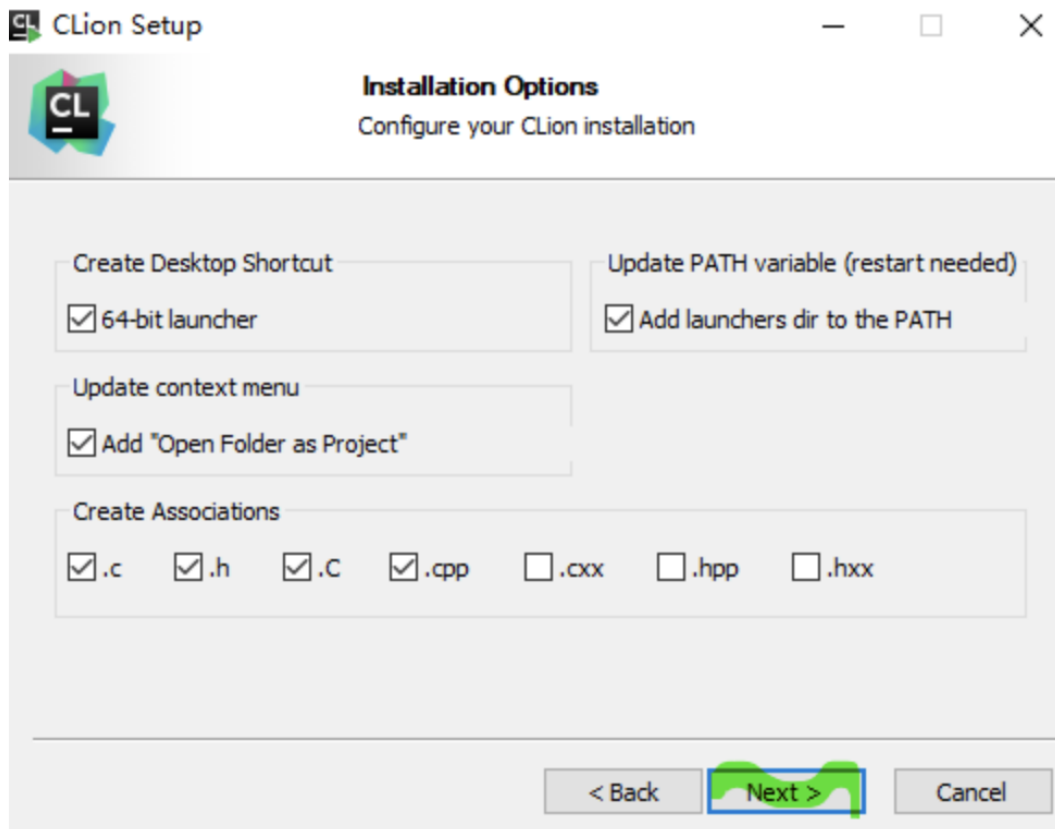 CL CLion Setup
CL
Installation Options
Configure your CLion installation
Create Desktop Shortcut
64-bit launcher
Update PATH variable (restart needed)
Add launchers dir to the PATH
Update context menu
Add "Open Folder as Project"
Create Associations
.c .h .C .cpp .cxx .hpp .hxx
< Back Next > Cancel